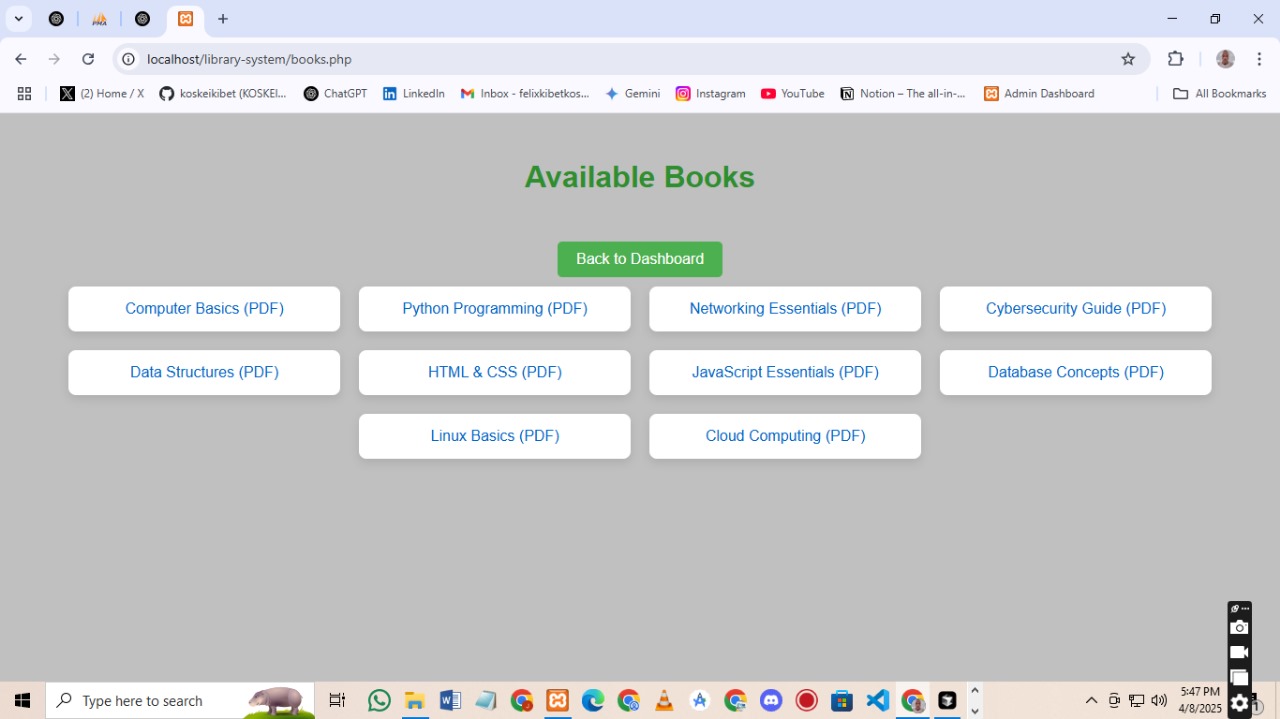 localhost/library-system/books.php
(2) Home / X koskeikibet (KOSKEI... ChatGPT LinkedIn Inbox - felixkibetkos... Gemini Instagram YouTube Notion – The all-in-... Admin Dashboard All Bookmarks
Available Books
Back to Dashboard
Computer Basics (PDF) Python Programming (PDF) Networking Essentials (PDF) Cybersecurity Guide (PDF)
Data Structures (PDF) HTML & CSS (PDF) JavaScript Essentials (PDF) Database Concepts (PDF)
Linux Basics (PDF) Cloud Computing (PDF)
Type here to search
5:47 PM
4/8/2025